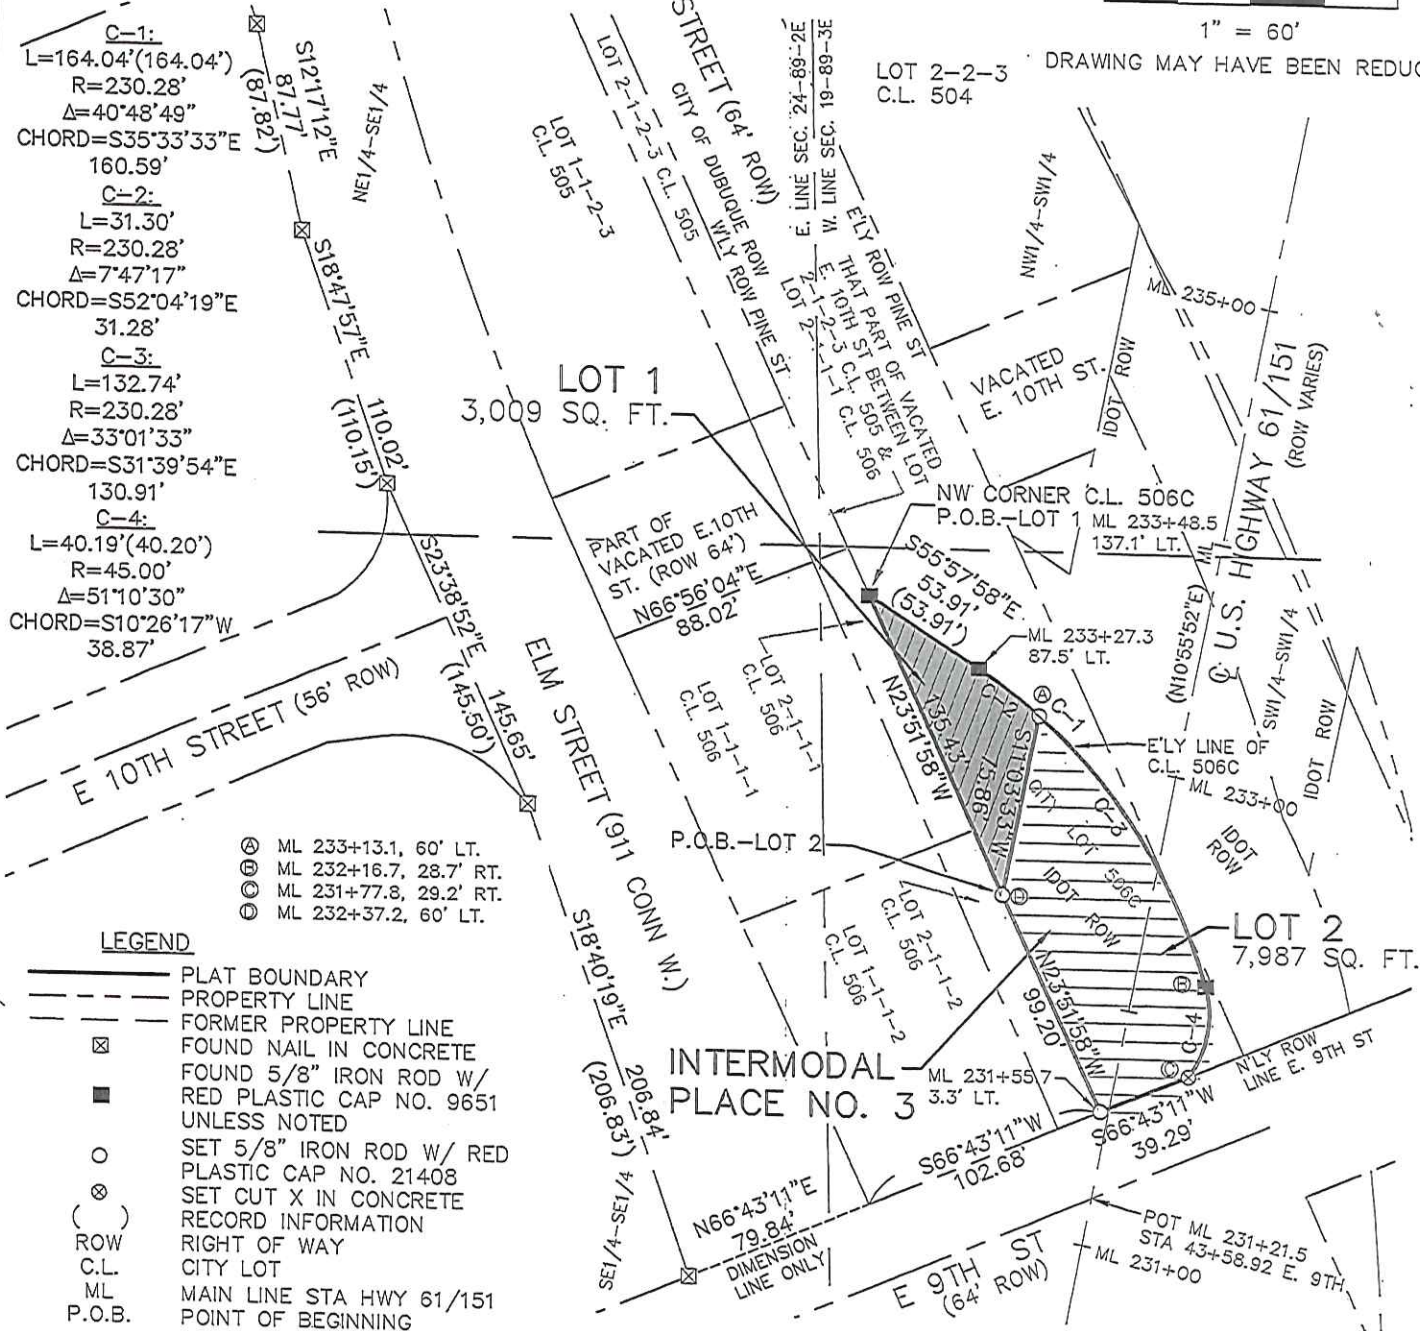 C-1:
L=164.04'(164.04')
R=230.28'
Δ=40°48'49"
CHORD=S35°33'33"E
160.59'
C-2:
L=31.30'
R=230.28'
Δ=7°47'17"
CHORD=S52°04'19"E
31.28'
C-3:
L=132.74'
R=230.28'
Δ=33°01'33"
CHORD=S31°39'54"E
130.91'
C-4:
L=40.19'(40.20')
R=45.00'
Δ=51°10'30"
CHORD=S10°26'17"W
38.87'
S12°17'12"E
87.77'
(87.82')
NE1/4-SE1/4
S18°47'57"E
110.02'
(110.15')
S23°38'52"E
145.65'
(145.50')
E 10TH STREET (56' ROW)
ELM STREET (911 CONN W.)
S18°40'19"E
206.84'
(206.83')
SE1/4-SE1/4
LOT 1-1-2-3
C.L. 505
LOT 2-1-2-3 C.L. 505
STREET (64' ROW)
CITY OF DUBUQUE ROW
W'LY ROW PINE ST
E. LINE SEC. 24-89-2E
W. LINE SEC. 19-89-3E
E'LY ROW PINE ST
THAT PART OF VACATED
E. 10TH ST BETWEEN LOT
2-1-2-3 C.L. 505 &
LOT 2-1-1-1 C.L. 506
LOT 2-2-3
C.L. 504
1" = 60'
DRAWING MAY HAVE BEEN REDUC
NW1/4-SW1/4
ML 235+00
VACATED
E. 10TH ST.
IDOT ROW
℄ U.S. HIGHWAY 61/151
(ROW VARIES)
ML
(N10°55'52"E)
SW1/4-SW1/4
IDOT ROW
LOT 1
3,009 SQ. FT.
NW CORNER C.L. 506C
P.O.B.-LOT 1
ML 233+48.5
137.1' LT.
PART OF
VACATED E.10TH
ST. (ROW 64')
N66°56'04"E
88.02'
S55°57'58"E
53.91'
(53.91')
ML 233+27.3
87.5' LT.
A
C-1
C-2
E'LY LINE OF
C.L. 506C
ML 233+00
IDOT
ROW
LOT 2-1-1-1
C.L. 506
LOT 1-1-1-1
C.L. 506
135.43'
N23°51'58"W
S11°03'33"W
75.86'
CITY LOT 506C
C-3
IDOT ROW
P.O.B.-LOT 2
D
LOT 2-1-1-2
C.L. 506
LOT 1-1-1-2
C.L. 506
LOT 2
7,987 SQ. FT.
B
C-4
C
N23°51'58"W
99.20'
INTERMODAL
PLACE NO. 3
ML 231+55.7
3.3' LT.
N'LY ROW
LINE E. 9TH ST
S66°43'11"W
39.29'
S66°43'11"W
102.68'
N66°43'11"E
79.84'
DIMENSION
LINE ONLY
E 9TH ST
(64' ROW)
POT ML 231+21.5
STA 43+58.92 E. 9TH
ML 231+00
A ML 233+13.1, 60' LT.
B ML 232+16.7, 28.7' RT.
C ML 231+77.8, 29.2' RT.
D ML 232+37.2, 60' LT.
LEGEND
PLAT BOUNDARY
PROPERTY LINE
FORMER PROPERTY LINE
FOUND NAIL IN CONCRETE
FOUND 5/8" IRON ROD W/
RED PLASTIC CAP NO. 9651
UNLESS NOTED
SET 5/8" IRON ROD W/ RED
PLASTIC CAP NO. 21408
SET CUT X IN CONCRETE
( ) RECORD INFORMATION
ROW RIGHT OF WAY
C.L. CITY LOT
ML MAIN LINE STA HWY 61/151
P.O.B. POINT OF BEGINNING